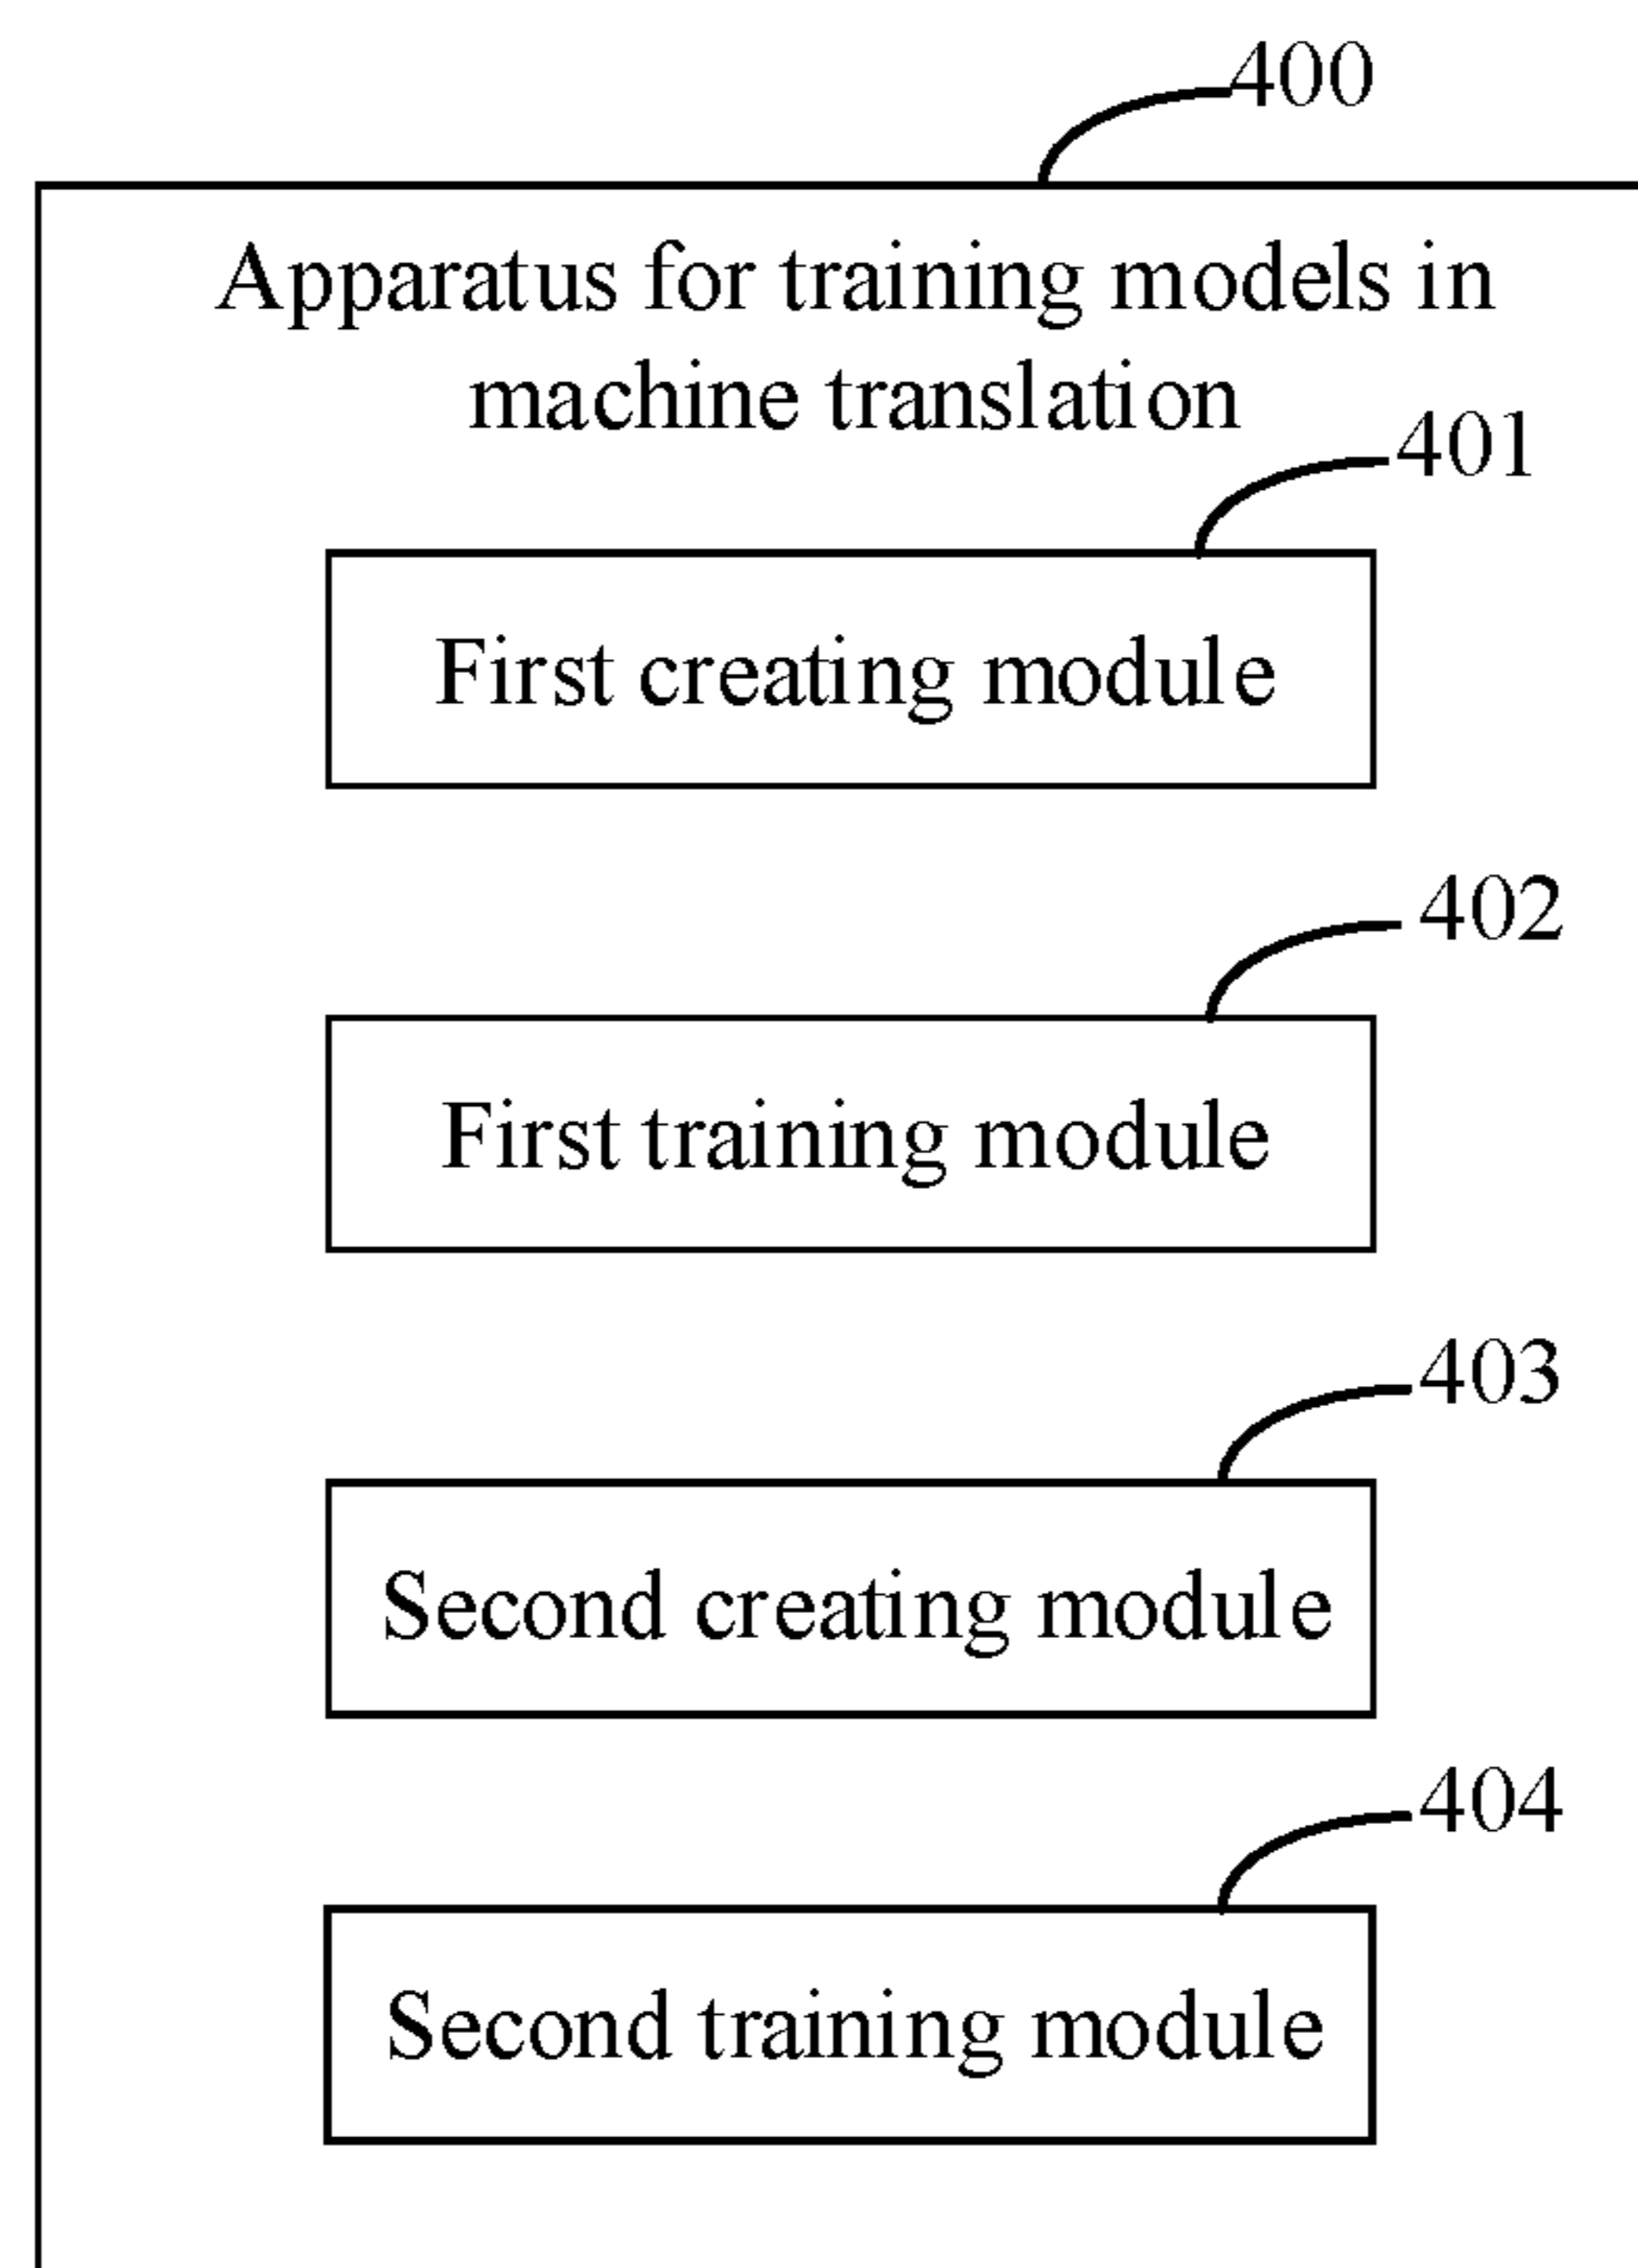 400
Apparatus for training models in
machine translation
401
First creating module
402
First training module
403
Second creating module
404
Second training module